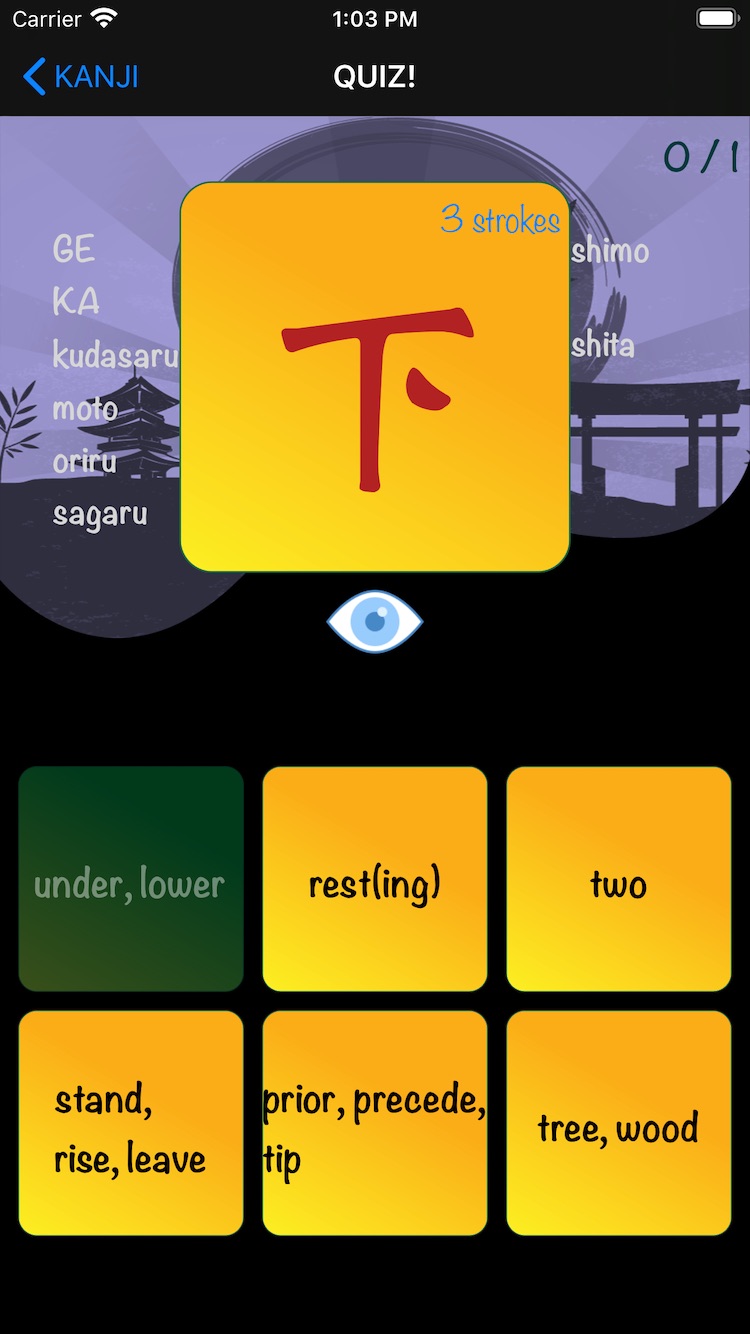 Carrier 1:03 PM
KANJI QUIZ!
0/1
3 strokes
GE
KA
kudasaru
moto
oriru
sagaru
下
shimo
shita
under, lower
rest(ing)
two
stand,
rise, leave
prior, precede,
tip
tree, wood